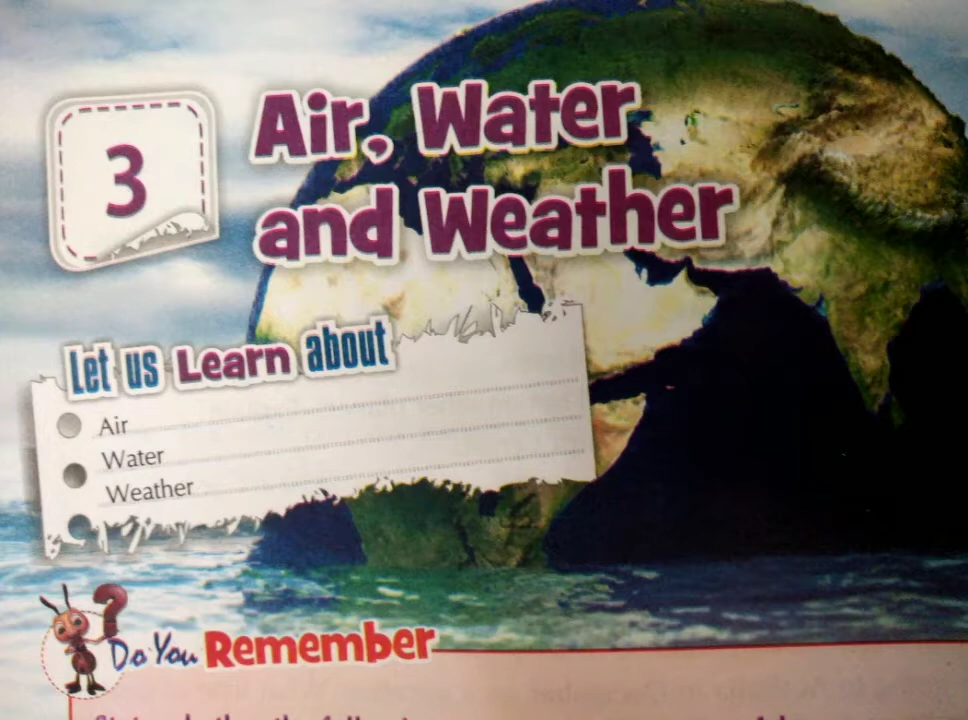 3
Air, Water
and Weather
Let us Learn about
Air
Water
Weather
?
Do You Remember